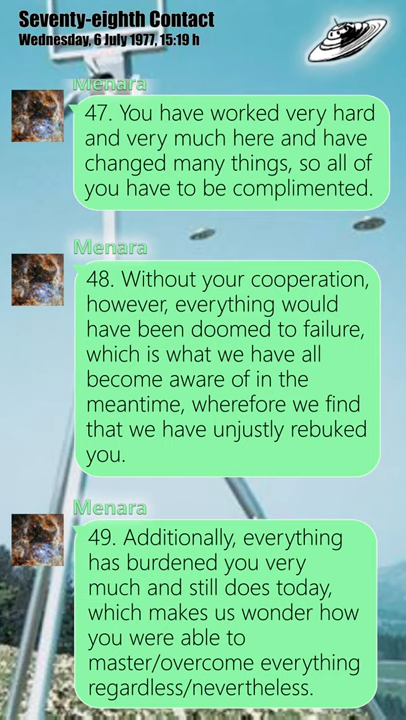 Seventy-eighth Contact
Wednesday, 6 July 1977, 15:19 h
Menara
47. You have worked very hard
and very much here and have
changed many things, so all of
you have to be complimented.
Menara
48. Without your cooperation,
however, everything would
have been doomed to failure,
which is what we have all
become aware of in the
meantime, wherefore we find
that we have unjustly rebuked
you.
Menara
49. Additionally, everything
has burdened you very
much and still does today,
which makes us wonder how
you were able to
master/overcome everything
regardless/nevertheless.